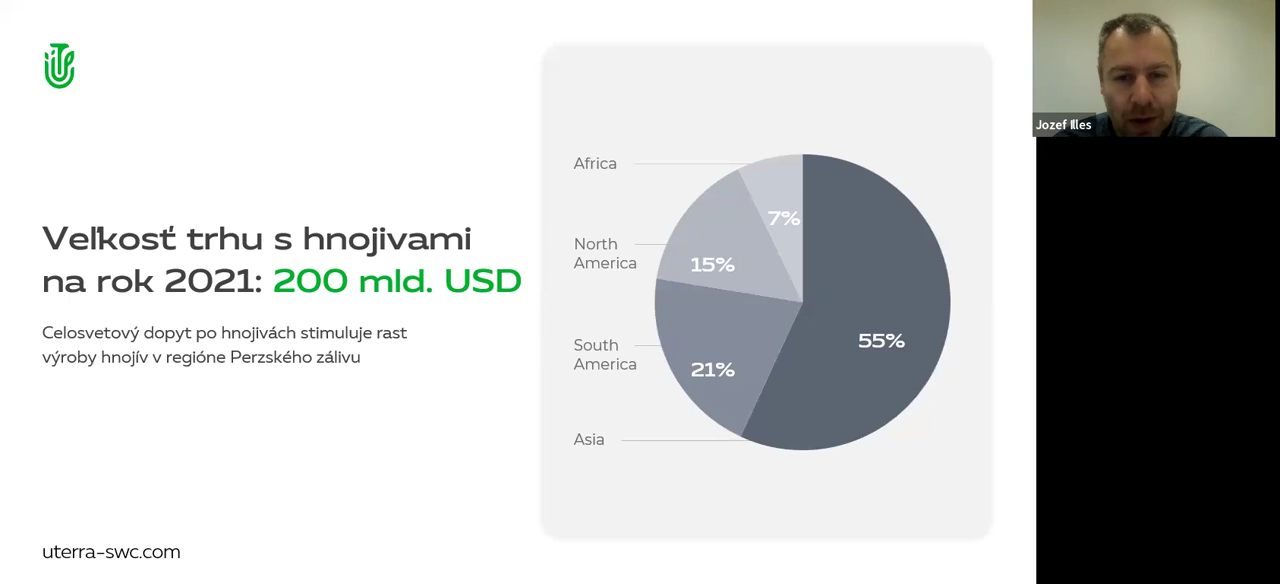 Veľkosť trhu s hnojivami
na rok 2021: 200 mld. USD
Celosvetový dopyt po hnojivách stimuluje rast
výroby hnojív v regióne Perzského zálivu
uterra-swc.com
Africa
7%
North
America
15%
South
America
21%
55%
Asia
Jozef Illes